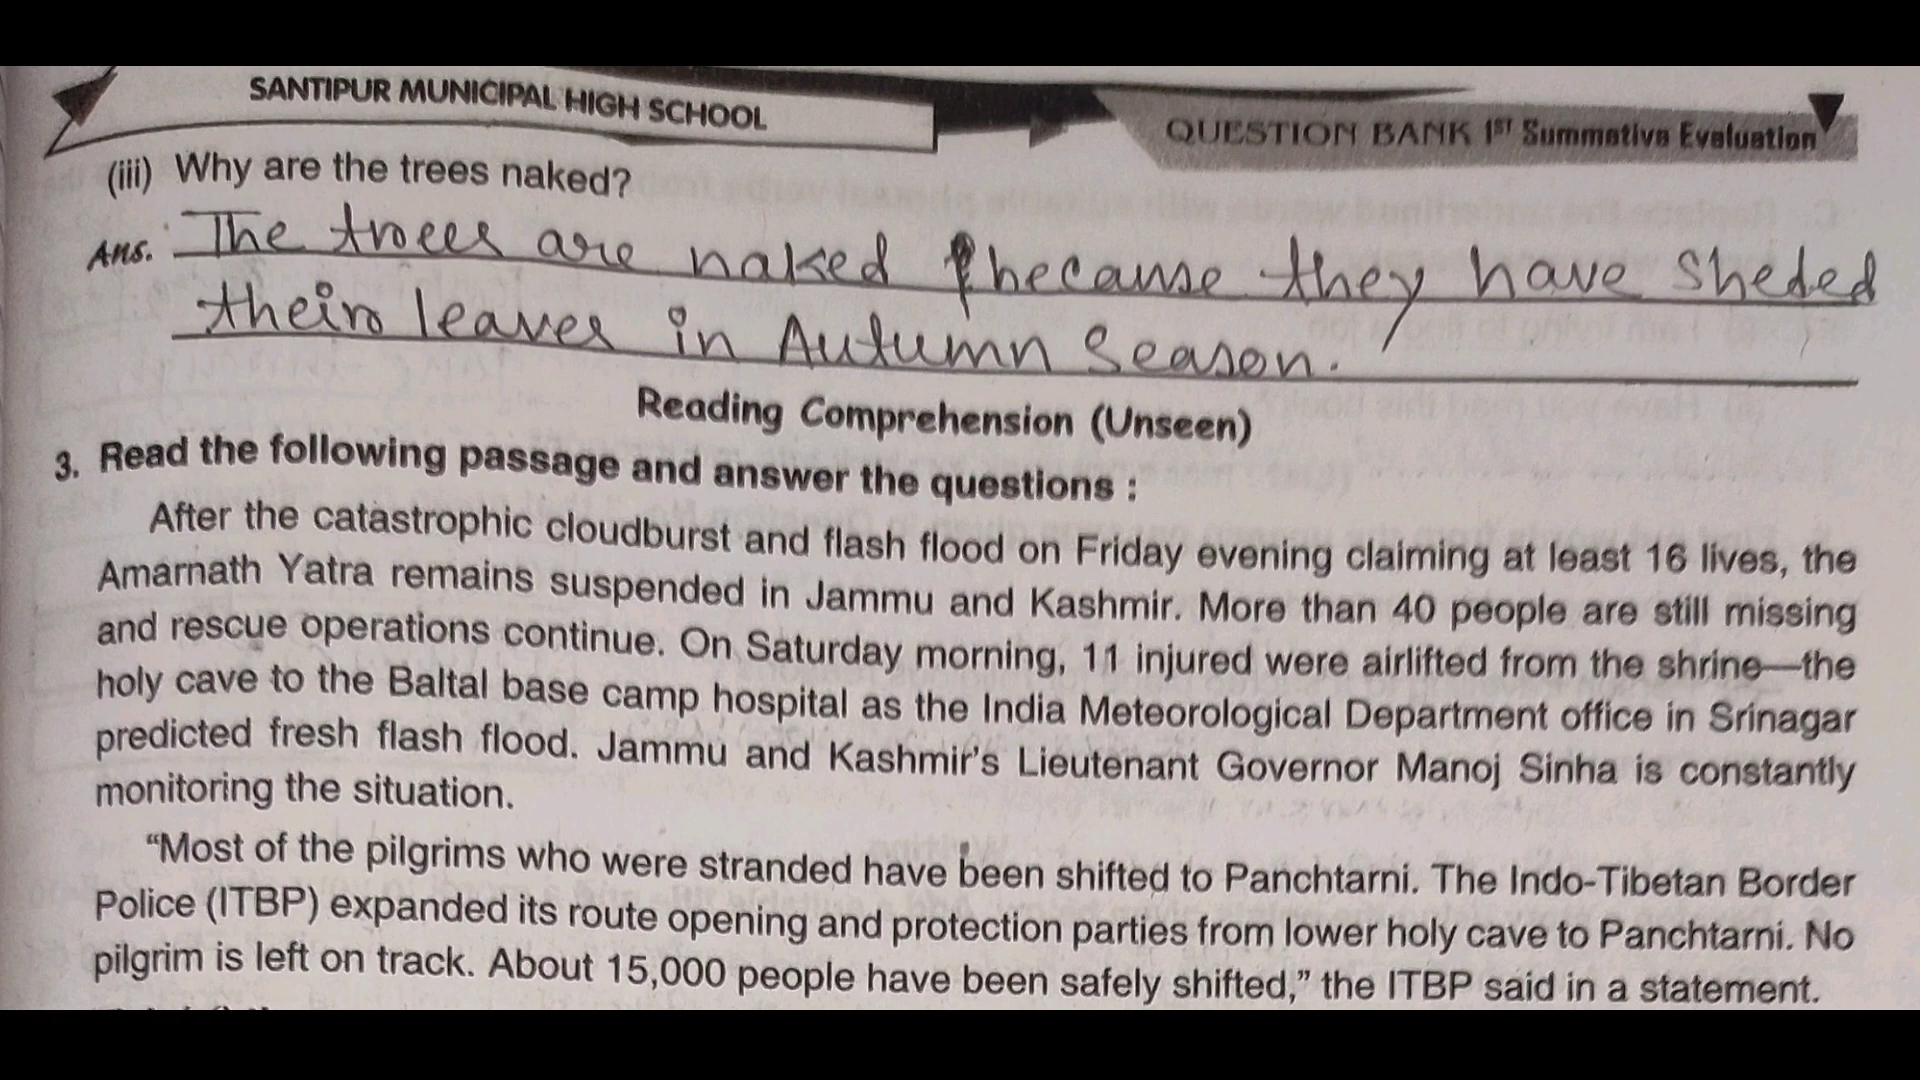 SANTIPUR MUNICIPAL HIGH SCHOOL
QUESTION BANK 1ST Summative Evaluation
(iii) Why are the trees naked?
Ans. The trees are naked because they have sheded
their leaves in Autumn Season.
Reading Comprehension (Unseen)
3. Read the following passage and answer the questions :
After the catastrophic cloudburst and flash flood on Friday evening claiming at least 16 lives, the
Amarnath Yatra remains suspended in Jammu and Kashmir. More than 40 people are still missing
and rescue operations continue. On Saturday morning, 11 injured were airlifted from the shrine—the
holy cave to the Baltal base camp hospital as the India Meteorological Department office in Srinagar
predicted fresh flash flood. Jammu and Kashmir's Lieutenant Governor Manoj Sinha is constantly
monitoring the situation.
“Most of the pilgrims who were stranded have been shifted to Panchtarni. The Indo-Tibetan Border
Police (ITBP) expanded its route opening and protection parties from lower holy cave to Panchtarni. No
pilgrim is left on track. About 15,000 people have been safely shifted,” the ITBP said in a statement.